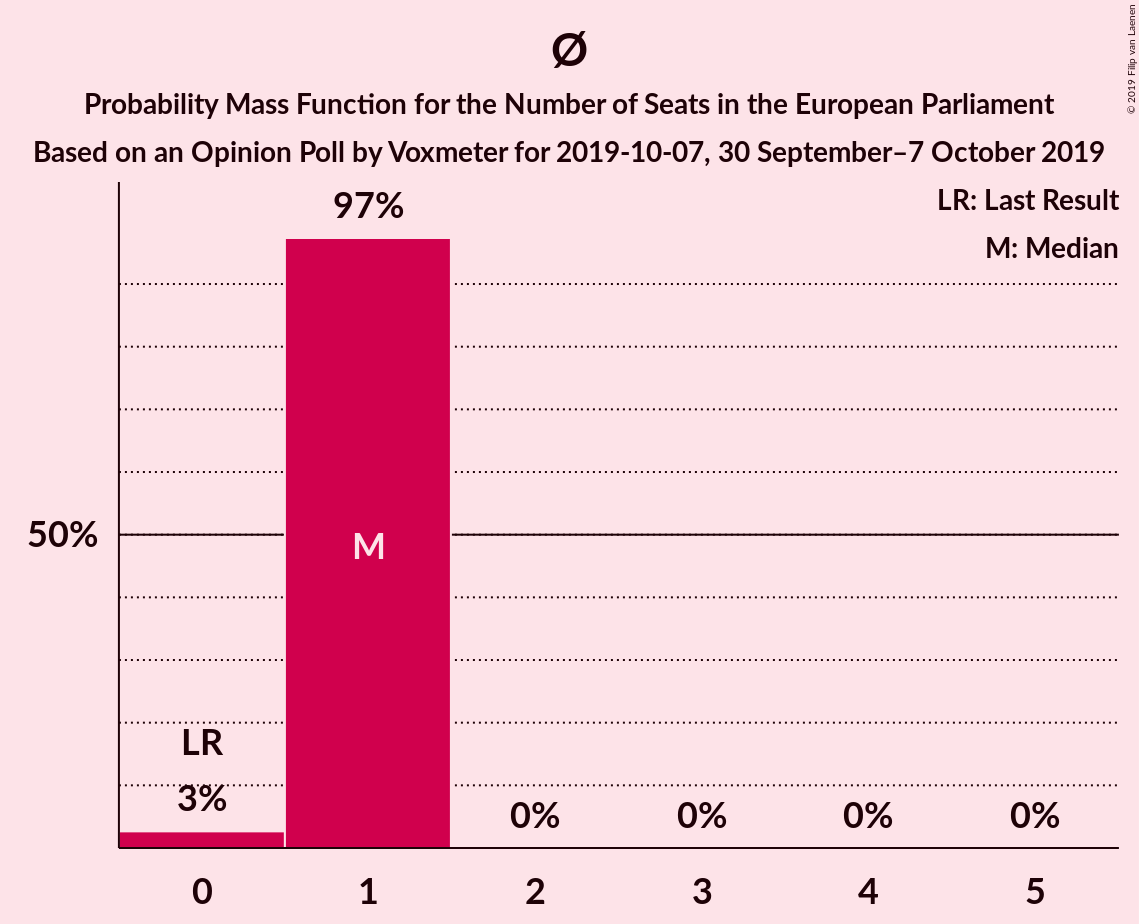 Ø
Probability Mass Function for the Number of Seats in the European Parliament
Based on an Opinion Poll by Voxmeter for 2019-10-07, 30 September–7 October 2019
© 2019 Filip van Laenen
LR: Last Result
M: Median
97%
50%
M
LR
3%
0% 0% 0% 0%
0 1 2 3 4 5